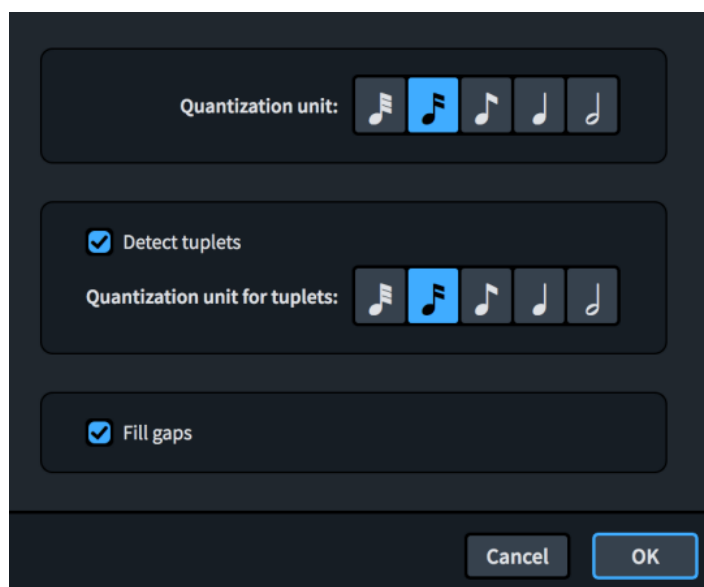 Quantization unit:
Detect tuplets
Quantization unit for tuplets:
Fill gaps
Cancel
OK